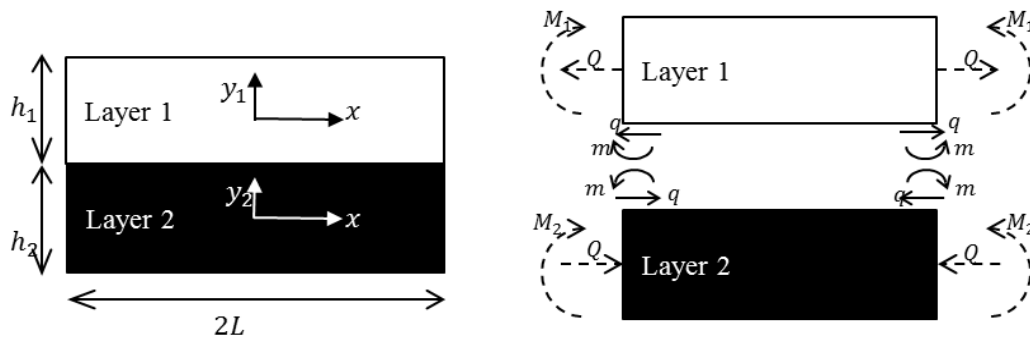 h₁
Layer 1
y₁
x
h₂
Layer 2
y₂
x
2L
M₁
Q
Layer 1
Q
M₁
q
q
m
m
m
m
q
q
M₂
Q
Layer 2
Q
M₂